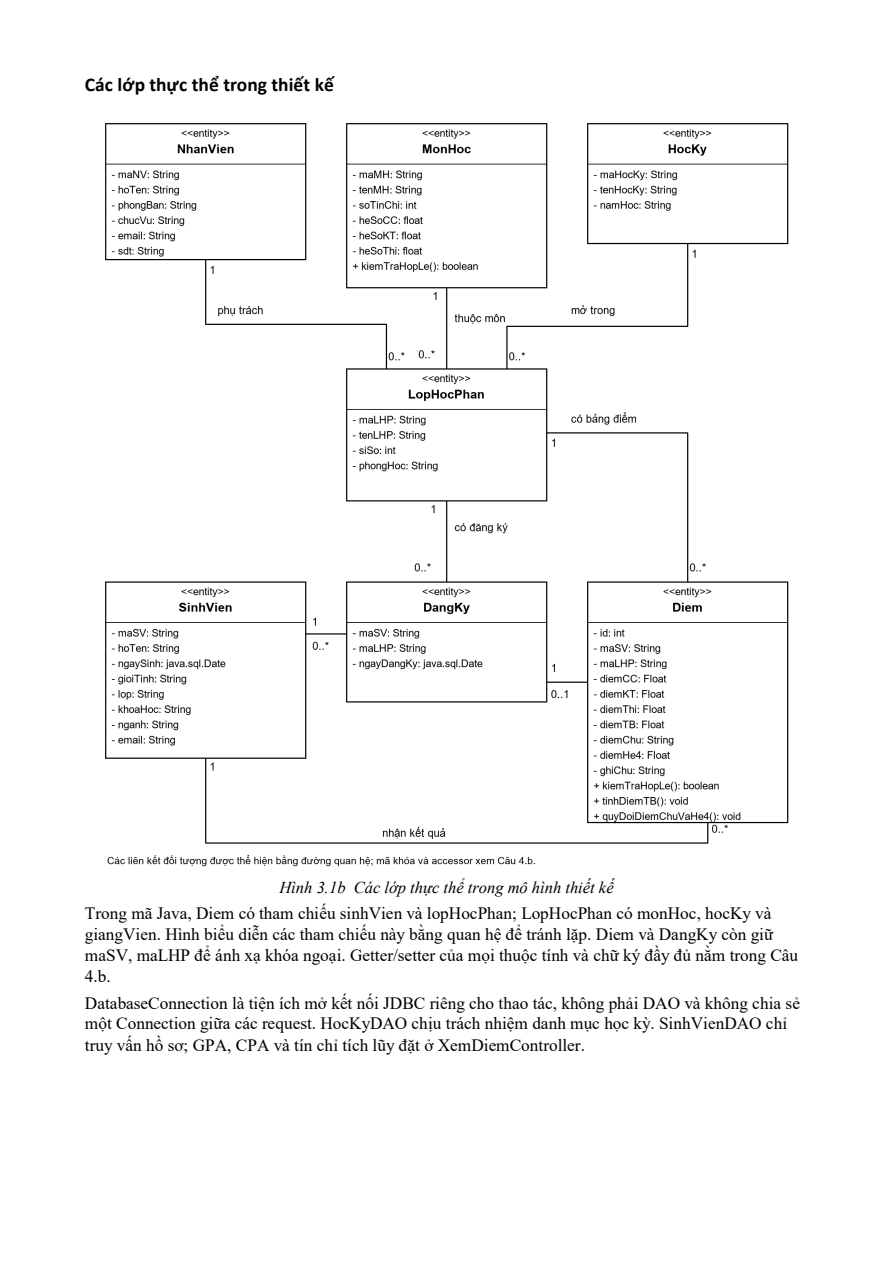 Các lớp thực thể trong thiết kế
<<entity>>
NhanVien
- maNV: String
- hoTen: String
- phongBan: String
- chucVu: String
- email: String
- sdt: String
<<entity>>
MonHoc
- maMH: String
- tenMH: String
- soTinChi: int
- heSoCC: float
- heSoKT: float
- heSoThi: float
+ kiemTraHopLe(): boolean
<<entity>>
HocKy
- maHocKy: String
- tenHocKy: String
- namHoc: String
1
phụ trách
0..*
1
thuộc môn
0..*
1
mở trong
0..*
<<entity>>
LopHocPhan
- maLHP: String
- tenLHP: String
- siSo: int
- phongHoc: String
có bảng điểm
1
0..*
1
có đăng ký
0..*
<<entity>>
SinhVien
- maSV: String
- hoTen: String
- ngaySinh: java.sql.Date
- gioiTinh: String
- lop: String
- khoaHoc: String
- nganh: String
- email: String
1
0..*
<<entity>>
DangKy
- maSV: String
- maLHP: String
- ngayDangKy: java.sql.Date
1
0..1
<<entity>>
Diem
- id: int
- maSV: String
- maLHP: String
- diemCC: Float
- diemKT: Float
- diemThi: Float
- diemTB: Float
- diemChu: String
- diemHe4: Float
- ghiChu: String
+ kiemTraHopLe(): boolean
+ tinhDiemTB(): void
+ quyDoiDiemChuVaHe4(): void
1
nhận kết quả
0..*
Các liên kết đối tượng được thể hiện bằng đường quan hệ; mã khóa và accessor xem Câu 4.b.
Hình 3.1b  Các lớp thực thể trong mô hình thiết kế
Trong mã Java, Diem có tham chiếu sinhVien và lopHocPhan; LopHocPhan có monHoc, hocKy và
giangVien. Hình biểu diễn các tham chiếu này bằng quan hệ để tránh lặp. Diem và DangKy còn giữ
maSV, maLHP để ánh xạ khóa ngoại. Getter/setter của mọi thuộc tính và chữ ký đầy đủ nằm trong Câu
4.b.
DatabaseConnection là tiện ích mở kết nối JDBC riêng cho thao tác, không phải DAO và không chia sẻ
một Connection giữa các request. HocKyDAO chịu trách nhiệm danh mục học kỳ. SinhVienDAO chỉ
truy vấn hồ sơ; GPA, CPA và tín chỉ tích lũy đặt ở XemDiemController.